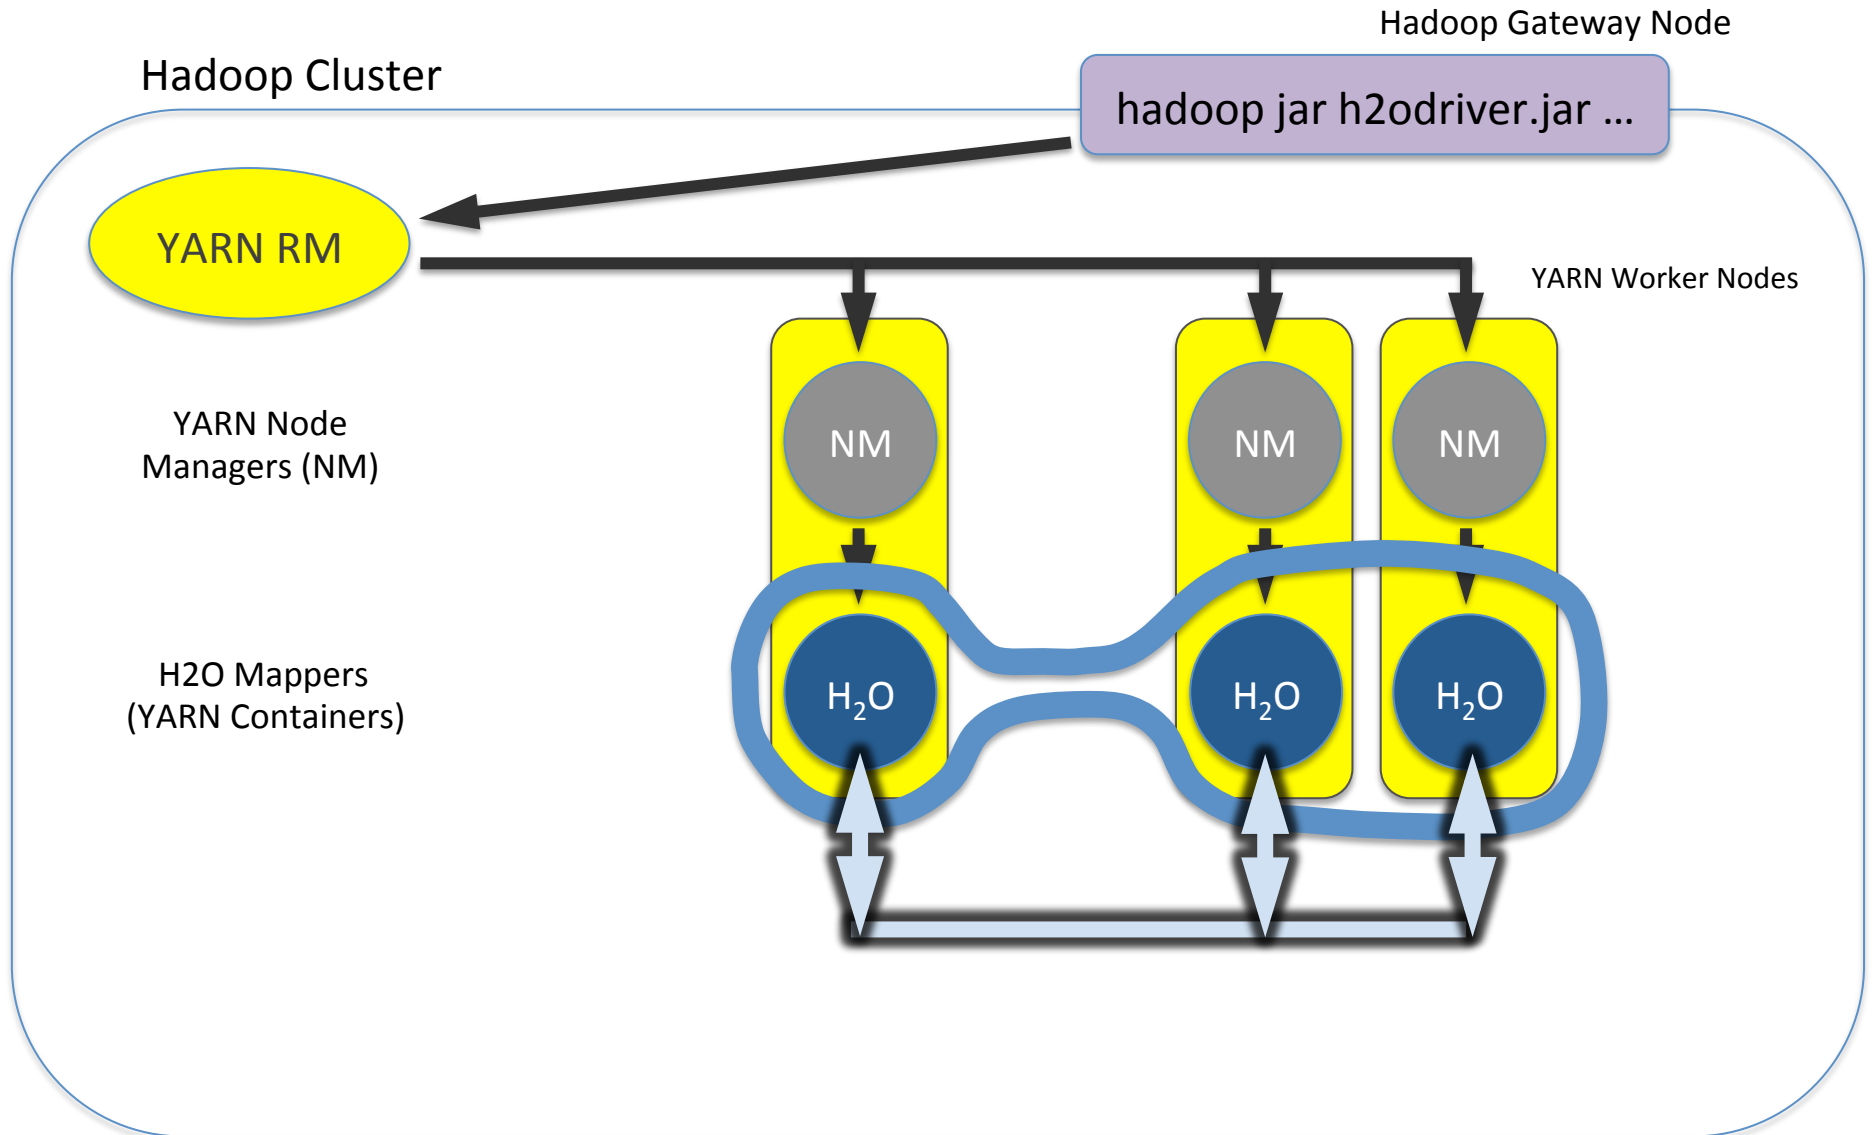 Hadoop Gateway Node
Hadoop Cluster
hadoop jar h2odriver.jar …
YARN RM
YARN Worker Nodes
YARN Node
Managers (NM)
NM
NM
NM
H2O Mappers
(YARN Containers)
H₂O
H₂O
H₂O